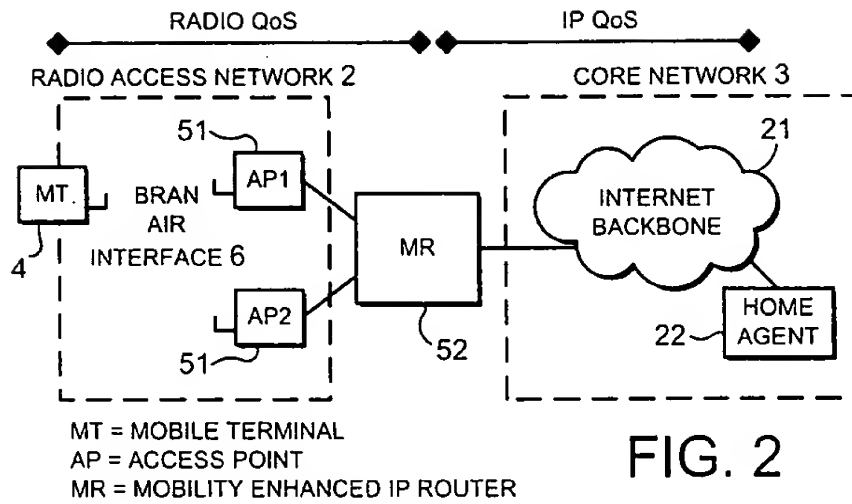 RADIO QoS
IP QoS
RADIO ACCESS NETWORK 2
CORE NETWORK 3
51
21
MT.
AP1
BRAN
AIR
INTERFACE 6
4
MR
INTERNET
BACKBONE
AP2
51
52
22
HOME
AGENT
MT = MOBILE TERMINAL
AP = ACCESS POINT
MR = MOBILITY ENHANCED IP ROUTER
FIG. 2